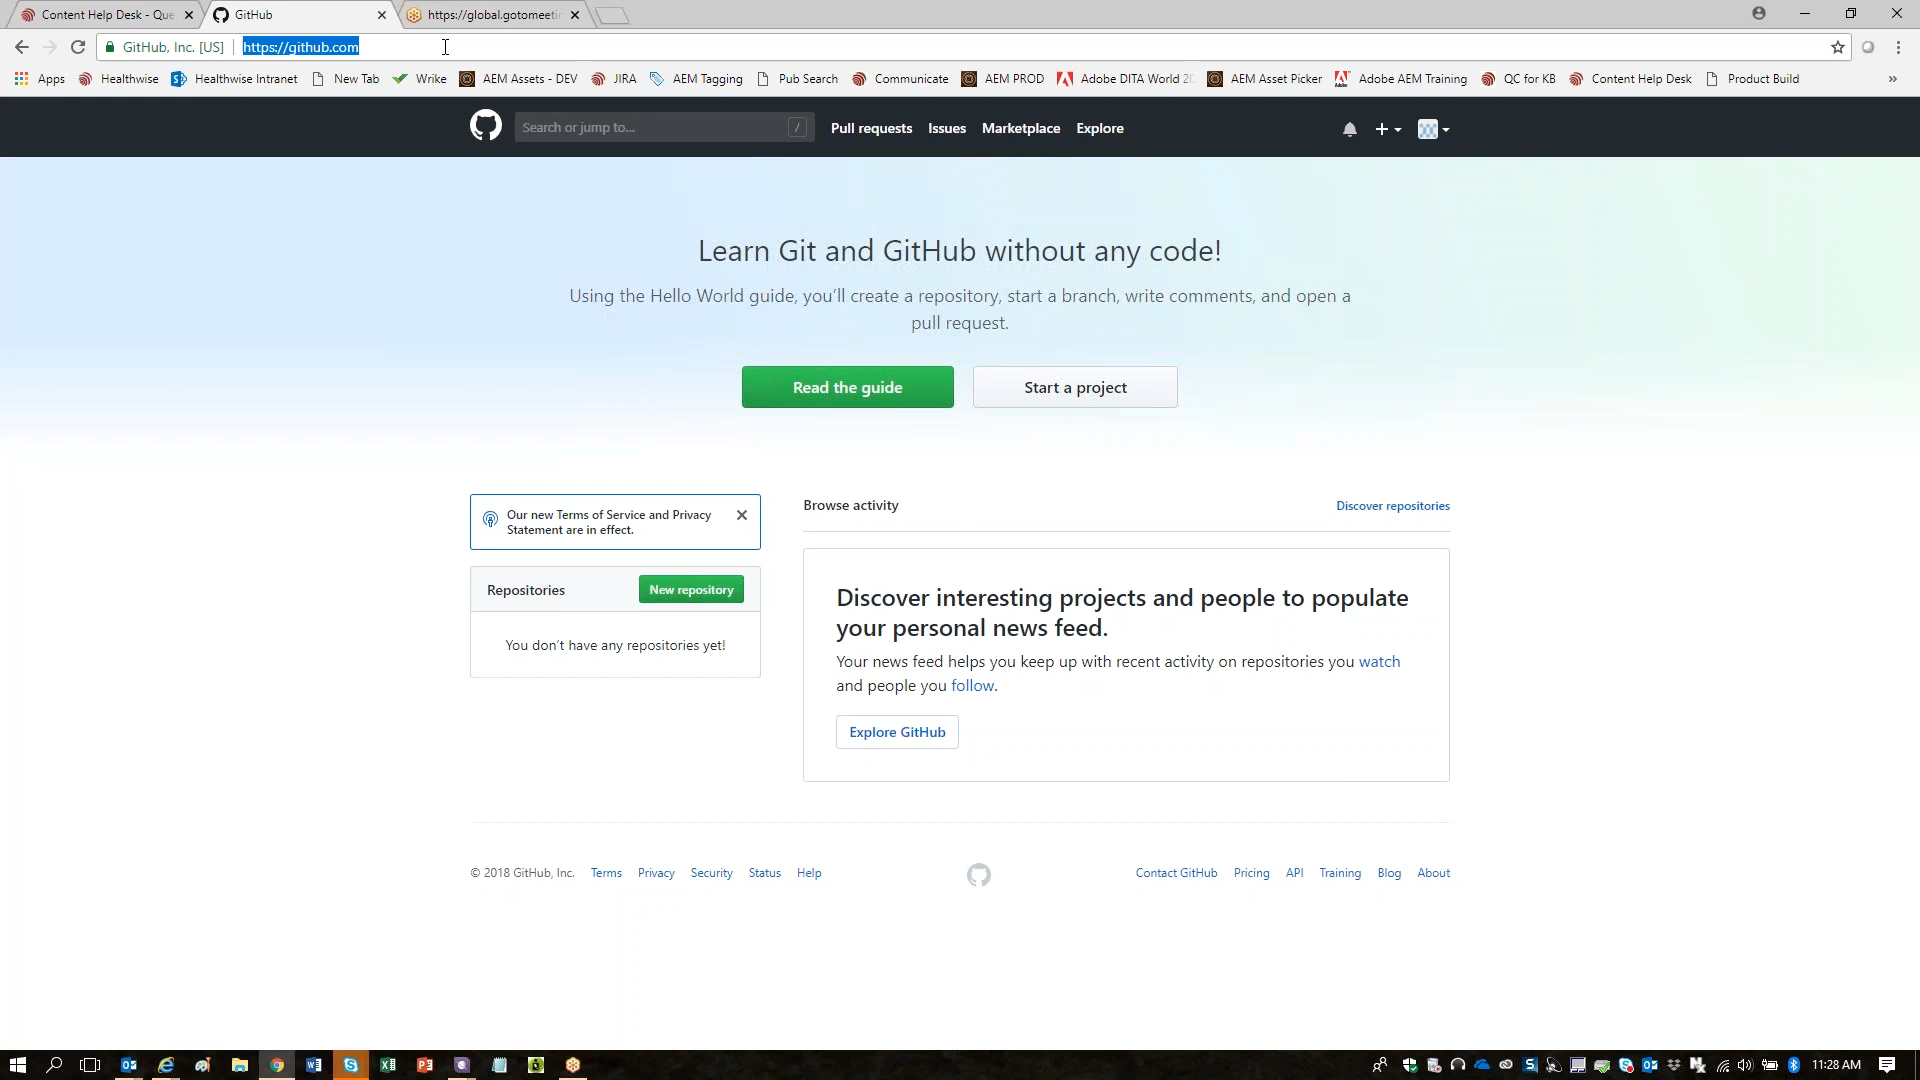 Content Help Desk - Que
GitHub
https://global.gotomeetin
GitHub, Inc. [US]
https://github.com
Apps
Healthwise
Healthwise Intranet
New Tab
Wrike
AEM Assets - DEV
JIRA
AEM Tagging
Pub Search
Communicate
AEM PROD
Adobe DITA World 20
AEM Asset Picker
Adobe AEM Training
QC for KB
Content Help Desk
Product Build
»
Search or jump to...
/
Pull requests
Issues
Marketplace
Explore
Learn Git and GitHub without any code!
Using the Hello World guide, you’ll create a repository, start a branch, write comments, and open a
pull request.
Read the guide
Start a project
Our new Terms of Service and Privacy
Statement are in effect.
Repositories
New repository
You don’t have any repositories yet!
Browse activity
Discover repositories
Discover interesting projects and people to populate
your personal news feed.
Your news feed helps you keep up with recent activity on repositories you watch
and people you follow.
Explore GitHub
© 2018 GitHub, Inc.
Terms
Privacy
Security
Status
Help
Contact GitHub
Pricing
API
Training
Blog
About
11:28 AM